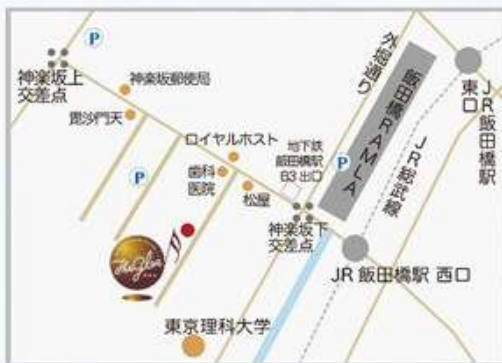 P
神楽坂上
交差点
神楽坂郵便局
毘沙門天
ロイヤルホスト
P
歯科
医院
松屋
地下鉄
飯田橋駅
B3出口
外堀通り
飯田橋RAMLA
P
神楽坂下
交差点
JR総武線
JR飯田橋駅
東口
JR飯田橋駅 西口
東京理科大学